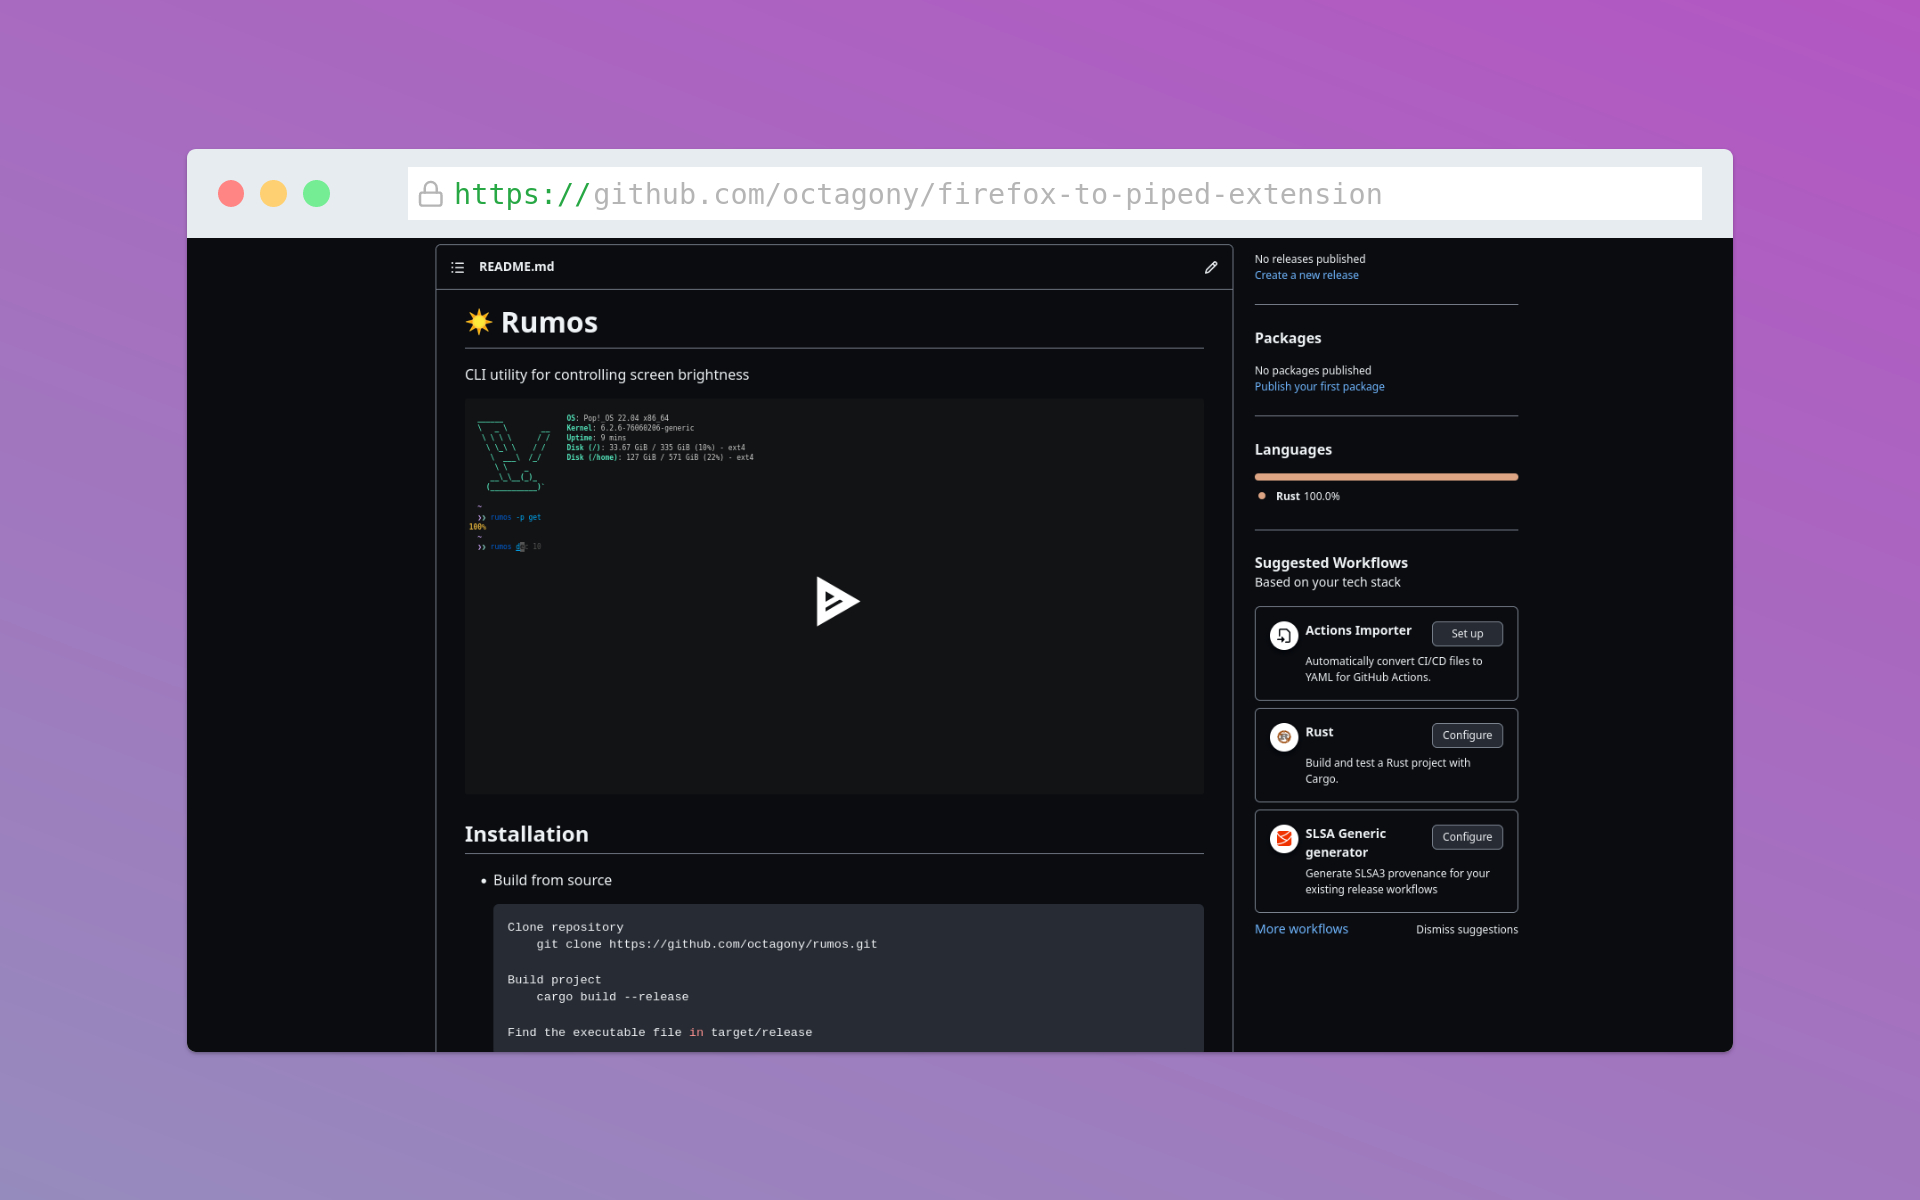 https://github.com/octagony/firefox-to-piped-extension
README.md
Rumos
CLI utility for controlling screen brightness
OS: Pop!_OS 22.04 x86_64
Kernel: 6.2.6-76060206-generic
Uptime: 9 mins
Disk (/): 33.67 GiB / 335 GiB (10%) - ext4
Disk (/home): 127 GiB / 571 GiB (22%) - ext4
~
❯❯ rumos -p get
100%
~
❯❯ rumos 10
Installation
• Build from source
Clone repository
git clone https://github.com/octagony/rumos.git
Build project
cargo build --release
Find the executable file in target/release
No releases published
Create a new release
Packages
No packages published
Publish your first package
Languages
Rust 100.0%
Suggested Workflows
Based on your tech stack
Actions Importer
Set up
Automatically convert CI/CD files to
YAML for GitHub Actions.
Rust
Configure
Build and test a Rust project with
Cargo.
SLSA Generic
generator
Configure
Generate SLSA3 provenance for your
existing release workflows
More workflows
Dismiss suggestions